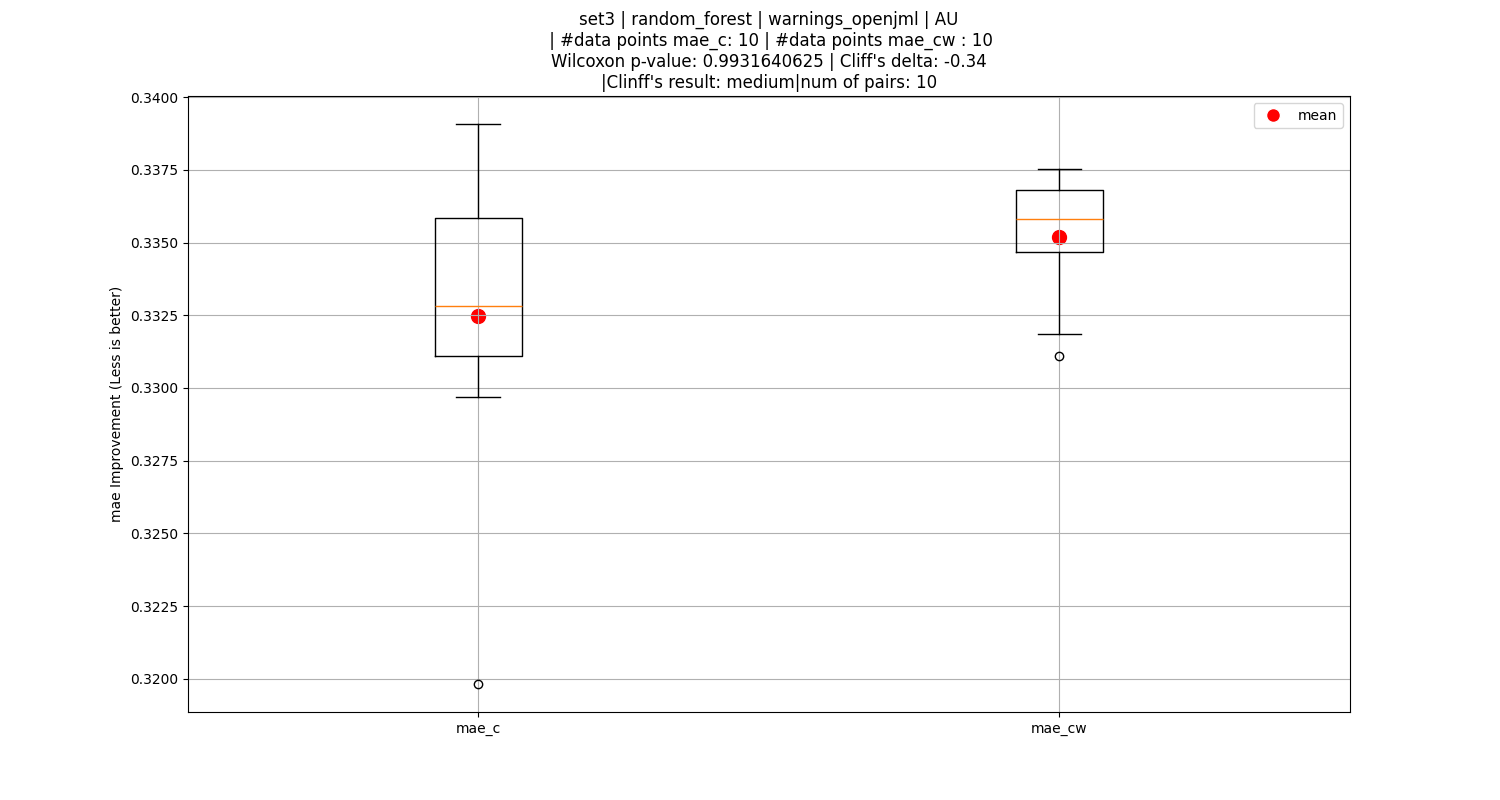 set3 | random_forest | warnings_openjml | AU
| #data points mae_c: 10 | #data points mae_cw : 10
Wilcoxon p-value: 0.9931640625 | Cliff's delta: -0.34
|Clinff's result: medium|num of pairs: 10
mean
mae Improvement (Less is better)
0.3400
0.3375
0.3350
0.3325
0.3300
0.3275
0.3250
0.3225
0.3200
mae_c
mae_cw